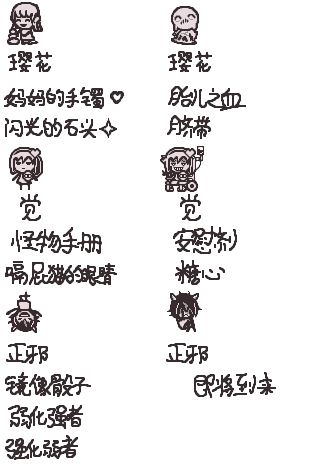 璎花
妈妈的手镯♡
闪光的石头✧
璎花
胎儿之血
脐带
觉
怪物手册
嗝屁猫的眼睛
觉
安慰剂
糖心
正邪
镜像骰子
弱化强者
强化弱者
正邪
即将到来